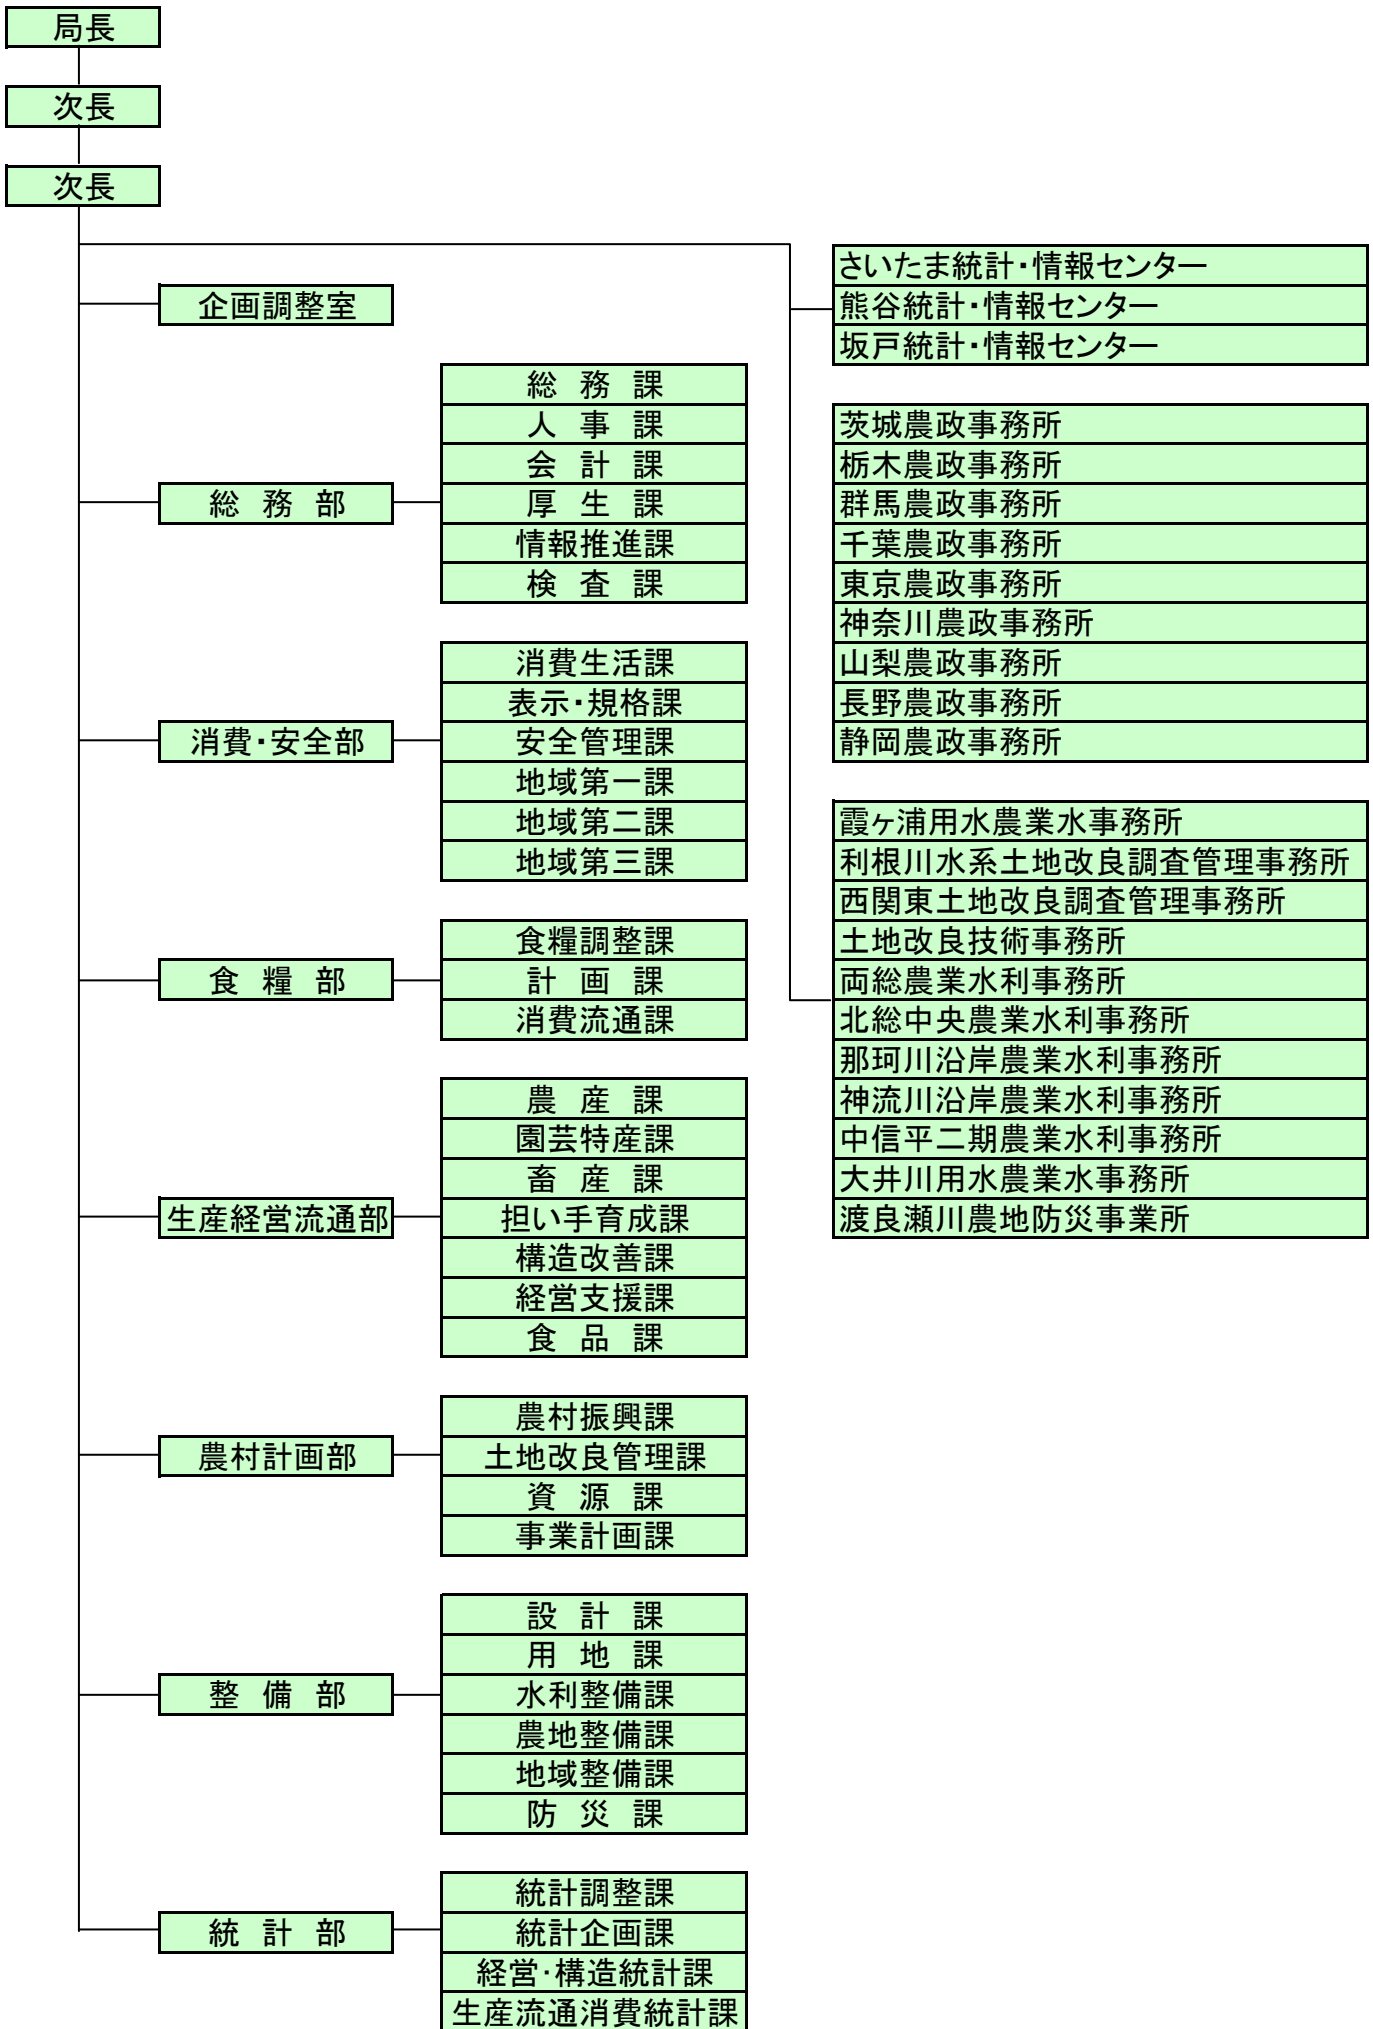 局長
次長
次長
企画調整室
総　務　部
総　務　課
人　事　課
会　計　課
厚　生　課
情報推進課
検　査　課
消費・安全部
消費生活課
表示・規格課
安全管理課
地域第一課
地域第二課
地域第三課
食　糧　部
食糧調整課
計　画　課
消費流通課
生産経営流通部
農　産　課
園芸特産課
畜　産　課
担い手育成課
構造改善課
経営支援課
食　品　課
農村計画部
農村振興課
土地改良管理課
資　源　課
事業計画課
整　備　部
設　計　課
用　地　課
水利整備課
農地整備課
地域整備課
防　災　課
統　計　部
統計調整課
統計企画課
経営・構造統計課
生産流通消費統計課
さいたま統計・情報センター
熊谷統計・情報センター
坂戸統計・情報センター
茨城農政事務所
栃木農政事務所
群馬農政事務所
千葉農政事務所
東京農政事務所
神奈川農政事務所
山梨農政事務所
長野農政事務所
静岡農政事務所
霞ヶ浦用水農業水事務所
利根川水系土地改良調査管理事務所
西関東土地改良調査管理事務所
土地改良技術事務所
両総農業水利事務所
北総中央農業水利事務所
那珂川沿岸農業水利事務所
神流川沿岸農業水利事務所
中信平二期農業水利事務所
大井川用水農業水事務所
渡良瀬川農地防災事業所